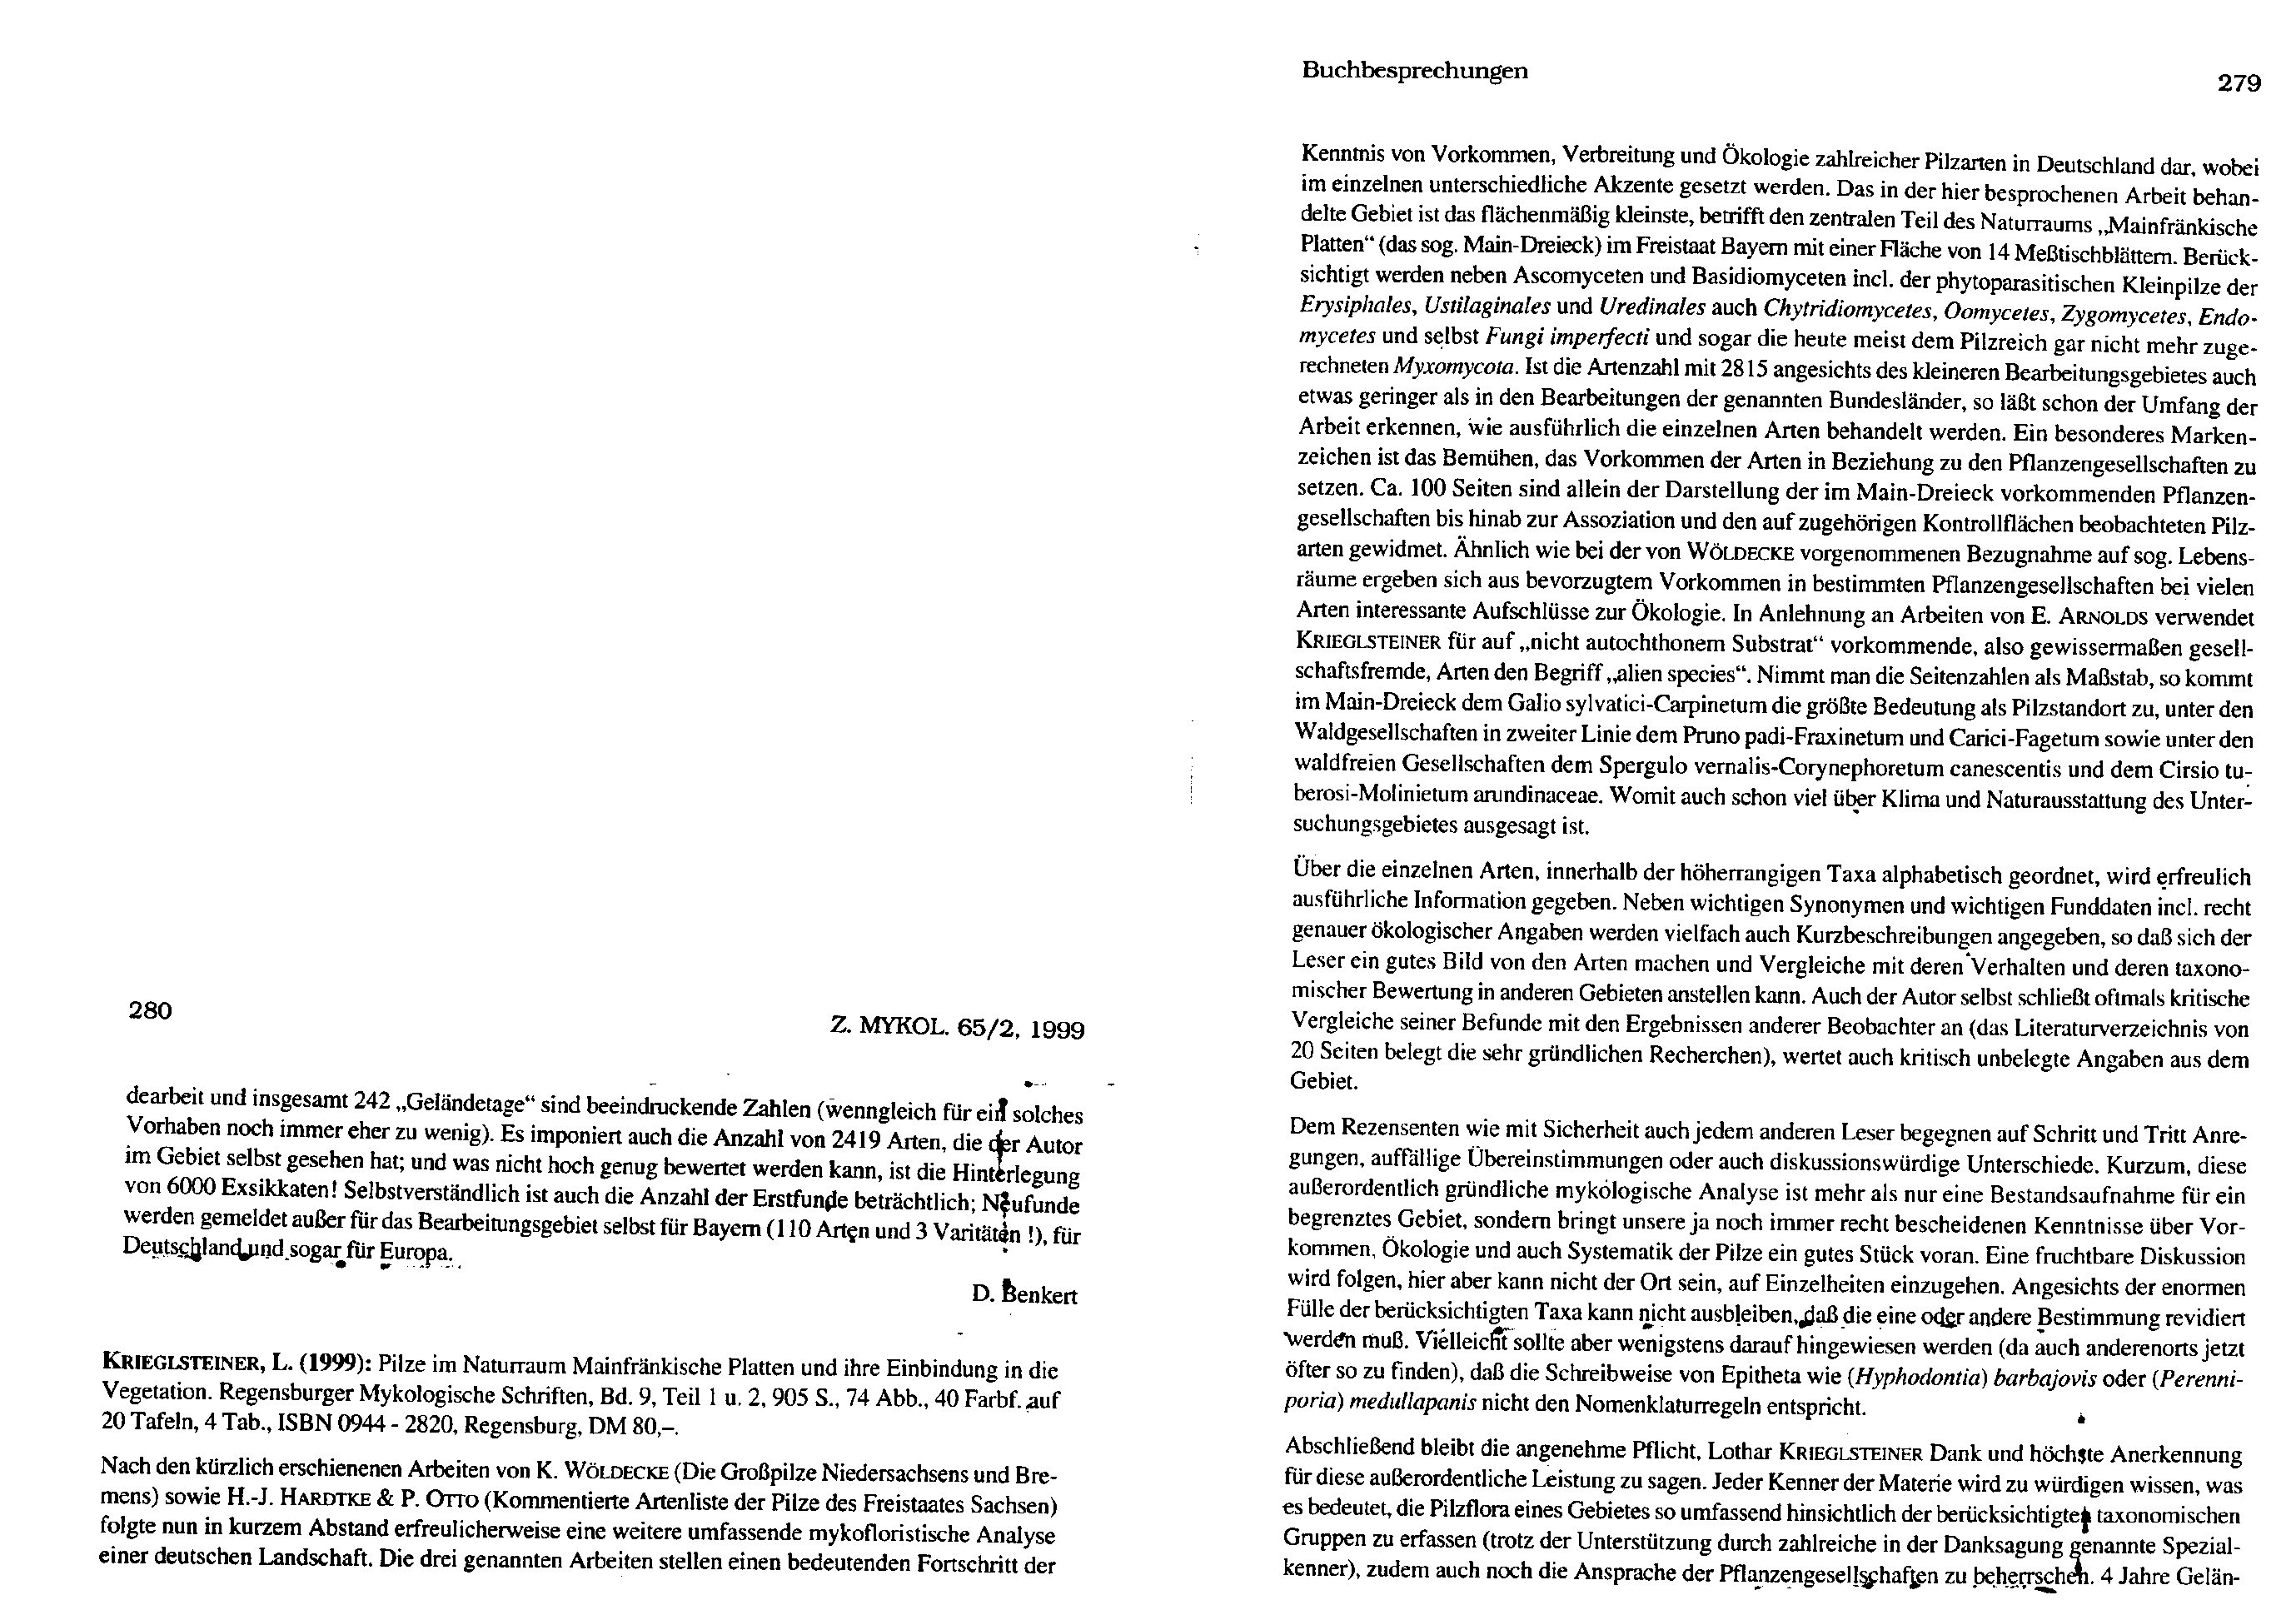 KRIEGLSTEINER, L. (1999): Pilze im Naturraum Mainfränkische Platten und ihre Einbindung in die
Vegetation. Regensburger Mykologische Schriften, Bd. 9, Teil 1 u. 2, 905 S., 74 Abb., 40 Farbf. auf
20 Tafeln, 4 Tab., ISBN 0944 - 2820, Regensburg, DM 80,–.
Nach den kürzlich erschienenen Arbeiten von K. WÖLDECKE (Die Großpilze Niedersachsens und Bre-
mens) sowie H.-J. HARDTKE & P. OTTO (Kommentierte Artenliste der Pilze des Freistaates Sachsen)
folgte nun in kurzem Abstand erfreulicherweise eine weitere umfassende mykofloristische Analyse
einer deutschen Landschaft. Die drei genannten Arbeiten stellen einen bedeutenden Fortschritt der
Buchbesprechungen
279
Kenntnis von Vorkommen, Verbreitung und Ökologie zahlreicher Pilzarten in Deutschland dar, wobei
im einzelnen unterschiedliche Akzente gesetzt werden. Das in der hier besprochenen Arbeit behan-
delte Gebiet ist das flächenmäßig kleinste, betrifft den zentralen Teil des Naturraums „Mainfränkische
Platten“ (das sog. Main-Dreieck) im Freistaat Bayern mit einer Fläche von 14 Meßtischblättern. Berück-
sichtigt werden neben Ascomyceten und Basidiomyceten incl. der phytoparasitischen Kleinpilze der
Erysiphales, Ustilaginales und Uredinales auch Chytridiomycetes, Oomycetes, Zygomycetes, Endo-
mycetes und selbst Fungi imperfecti und sogar die heute meist dem Pilzreich gar nicht mehr zuge-
rechneten Myxomycota. Ist die Artenzahl mit 2815 angesichts des kleineren Bearbeitungsgebietes auch
etwas geringer als in den Bearbeitungen der genannten Bundesländer, so läßt schon der Umfang der
Arbeit erkennen, wie ausführlich die einzelnen Arten behandelt werden. Ein besonderes Marken-
zeichen ist das Bemühen, das Vorkommen der Arten in Beziehung zu den Pflanzengesellschaften zu
setzen. Ca. 100 Seiten sind allein der Darstellung der im Main-Dreieck vorkommenden Pflanzen-
gesellschaften bis hinab zur Assoziation und den auf zugehörigen Kontrollflächen beobachteten Pilz-
arten gewidmet. Ähnlich wie bei der von WÖLDECKE vorgenommenen Bezugnahme auf sog. Lebens-
räume ergeben sich aus bevorzugtem Vorkommen in bestimmten Pflanzengesellschaften bei vielen
Arten interessante Aufschlüsse zur Ökologie. In Anlehnung an Arbeiten von E. ARNOLDS verwendet
KRIEGLSTEINER für auf „nicht autochthonem Substrat“ vorkommende, also gewissermaßen gesell-
schaftsfremde, Arten den Begriff „alien species“. Nimmt man die Seitenzahlen als Maßstab, so kommt
im Main-Dreieck dem Galio sylvatici-Carpinetum die größte Bedeutung als Pilzstandort zu, unter den
Waldgesellschaften in zweiter Linie dem Pruno padi-Fraxinetum und Carici-Fagetum sowie unter den
waldfreien Gesellschaften dem Spergulo vernalis-Corynephoretum canescentis und dem Cirsio tu-
berosi-Molinietum arundinaceae. Womit auch schon viel über Klima und Naturausstattung des Unter-
suchungsgebietes ausgesagt ist.
Über die einzelnen Arten, innerhalb der höherrangigen Taxa alphabetisch geordnet, wird erfreulich
ausführliche Information gegeben. Neben wichtigen Synonymen und wichtigen Funddaten incl. recht
genauer ökologischer Angaben werden vielfach auch Kurzbeschreibungen angegeben, so daß sich der
Leser ein gutes Bild von den Arten machen und Vergleiche mit deren Verhalten und deren taxono-
mischer Bewertung in anderen Gebieten anstellen kann. Auch der Autor selbst schließt oftmals kritische
Vergleiche seiner Befunde mit den Ergebnissen anderer Beobachter an (das Literaturverzeichnis von
20 Seiten belegt die sehr gründlichen Recherchen), wertet auch kritisch unbelegte Angaben aus dem
Gebiet.
Dem Rezensenten wie mit Sicherheit auch jedem anderen Leser begegnen auf Schritt und Tritt Anre-
gungen, auffällige Übereinstimmungen oder auch diskussionswürdige Unterschiede. Kurzum, diese
außerordentlich gründliche mykologische Analyse ist mehr als nur eine Bestandsaufnahme für ein
begrenztes Gebiet, sondern bringt unsere ja noch immer recht bescheidenen Kenntnisse über Vor-
kommen, Ökologie und auch Systematik der Pilze ein gutes Stück voran. Eine fruchtbare Diskussion
wird folgen, hier aber kann nicht der Ort sein, auf Einzelheiten einzugehen. Angesichts der enormen
Fülle der berücksichtigten Taxa kann nicht ausbleiben, daß die eine oder andere Bestimmung revidiert
werden muß. Vielleicht sollte aber wenigstens darauf hingewiesen werden (da auch anderenorts jetzt
öfter so zu finden), daß die Schreibweise von Epitheta wie (Hyphodontia) barbajovis oder (Perenni-
poria) medullapanis nicht den Nomenklaturregeln entspricht.
Abschließend bleibt die angenehme Pflicht, Lothar KRIEGLSTEINER Dank und höchste Anerkennung
für diese außerordentliche Leistung zu sagen. Jeder Kenner der Materie wird zu würdigen wissen, was
es bedeutet, die Pilzflora eines Gebietes so umfassend hinsichtlich der berücksichtigten taxonomischen
Gruppen zu erfassen (trotz der Unterstützung durch zahlreiche in der Danksagung genannte Spezial-
kenner), zudem auch noch die Ansprache der Pflanzengesellschaften zu beherrschen. 4 Jahre Gelän-
280
Z. MYKOL. 65/2, 1999
dearbeit und insgesamt 242 „Geländetage“ sind beeindruckende Zahlen (wenngleich für ein solches
Vorhaben noch immer eher zu wenig). Es imponiert auch die Anzahl von 2419 Arten, die der Autor
im Gebiet selbst gesehen hat; und was nicht hoch genug bewertet werden kann, ist die Hinterlegung
von 6000 Exsikkaten! Selbstverständlich ist auch die Anzahl der Erstfunde beträchtlich; Neufunde
werden gemeldet außer für das Bearbeitungsgebiet selbst für Bayern (110 Arten und 3 Varitäten !), für
Deutschland und sogar für Europa.
D. Benkert